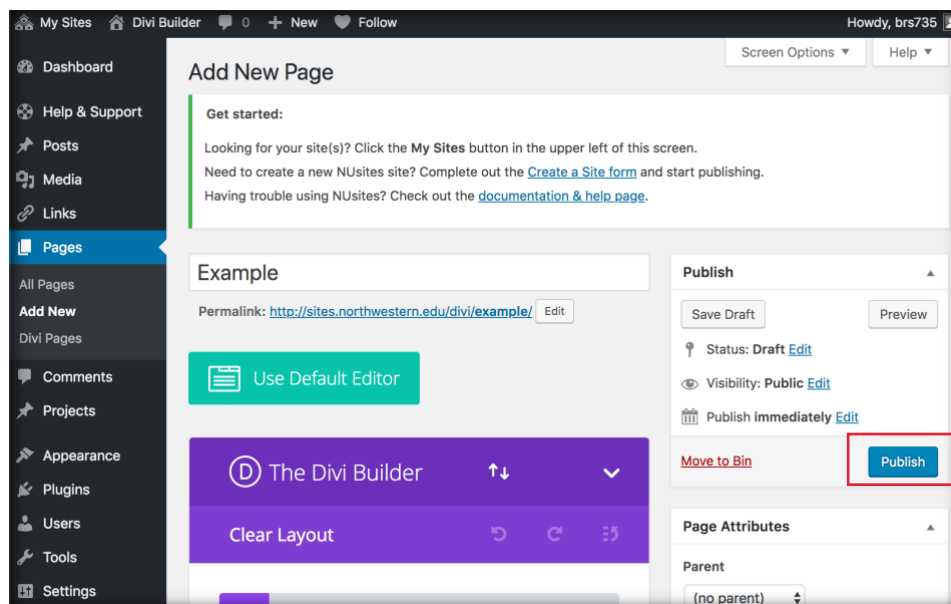 My Sites Divi Builder 0 + New Follow Howdy, brs735
Screen Options ▼ Help ▼
Dashboard
Help & Support
Posts
Media
Links
Pages
All Pages
Add New
Divi Pages
Comments
Projects
Appearance
Plugins
Users
Tools
Settings
Add New Page
Get started:
Looking for your site(s)? Click the My Sites button in the upper left of this screen.
Need to create a new NUsites site? Complete out the Create a Site form and start publishing.
Having trouble using NUsites? Check out the documentation & help page.
Example
Permalink: http://sites.northwestern.edu/divi/example/ Edit
Use Default Editor
D The Divi Builder
Clear Layout
Publish
Save Draft Preview
Status: Draft Edit
Visibility: Public Edit
Publish immediately Edit
Move to Bin Publish
Page Attributes
Parent
(no parent)